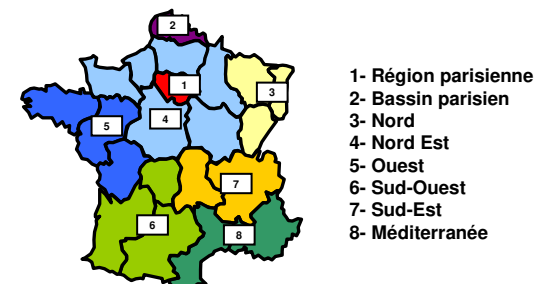 2
1
3
4
5
7
6
8
1- Région parisienne
2- Bassin parisien
3- Nord
4- Nord Est
5- Ouest
6- Sud-Ouest
7- Sud-Est
8- Méditerranée